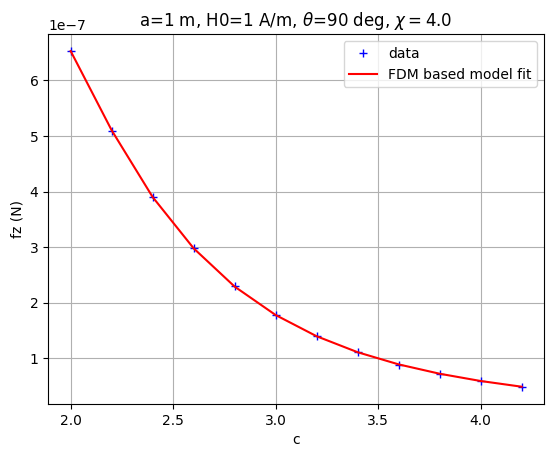 a=1 m, H0=1 A/m, θ=90 deg, χ = 4.0
1e−7
data
FDM based model fit
6
5
4
3
2
1
fz (N)
2.0 2.5 3.0 3.5 4.0
c